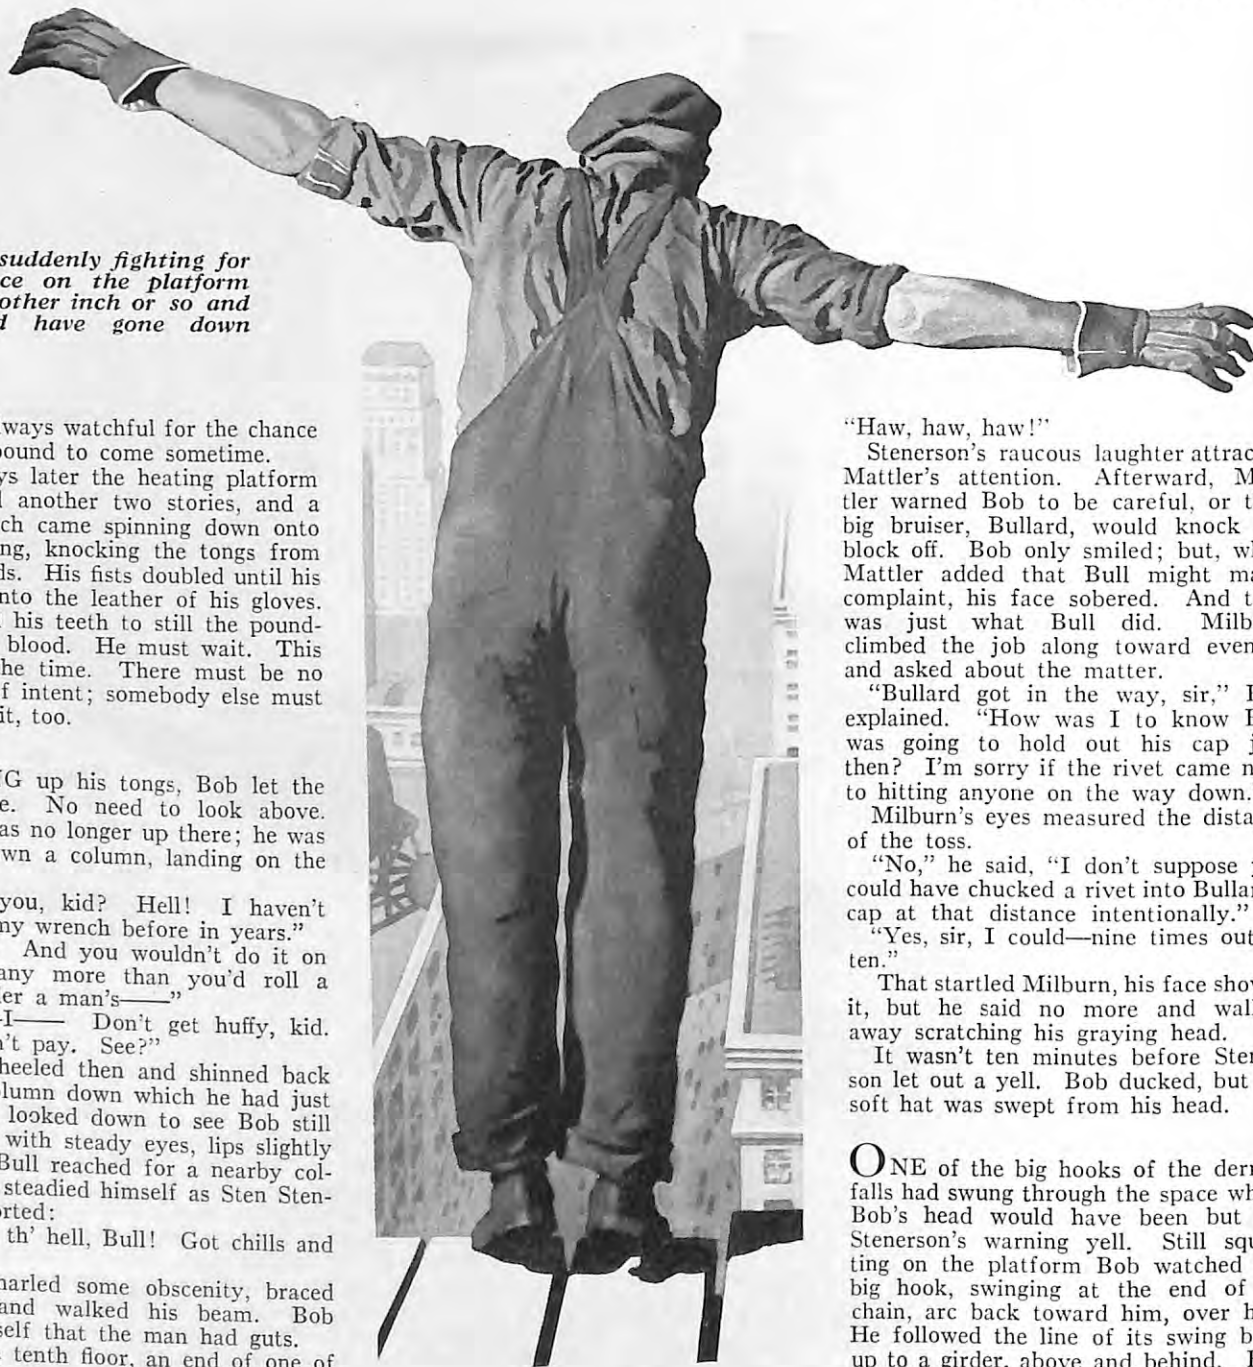 suddenly fighting for
ce on the platform
other inch or so and
d have gone down
ways watchful for the chance
ound to come sometime.
ys later the heating platform
d another two stories, and a
ch came spinning down onto
ng, knocking the tongs from
ds. His fists doubled until his
nto the leather of his gloves.
his teeth to still the pound-
blood. He must wait. This
he time. There must be no
f intent; somebody else must
it, too.
G up his tongs, Bob let the
e. No need to look above.
as no longer up there; he was
wn a column, landing on the
you, kid? Hell! I haven't
my wrench before in years."
And you wouldn't do it on
any more than you'd roll a
er a man's——"
-I—— Don't get huffy, kid.
n't pay. See?"
heeled then and shinned back
lumn down which he had just
looked down to see Bob still
with steady eyes, lips slightly
Bull reached for a nearby col-
steadied himself as Sten Sten-
orted:
th' hell, Bull! Got chills and
narled some obscenity, braced
and walked his beam. Bob
self that the man had guts.
tenth floor, an end of one of
"Haw, haw, haw!"
Stenerson's raucous laughter attrac
Mattler's attention. Afterward, M
tler warned Bob to be careful, or t
big bruiser, Bullard, would knock
block off. Bob only smiled; but, wh
Mattler added that Bull might ma
complaint, his face sobered. And t
was just what Bull did. Milb
climbed the job along toward even
and asked about the matter.
"Bullard got in the way, sir," B
explained. "How was I to know B
was going to hold out his cap j
then? I'm sorry if the rivet came n
to hitting anyone on the way down.
Milburn's eyes measured the dista
of the toss.
"No," he said, "I don't suppose y
could have chucked a rivet into Bullar
cap at that distance intentionally."
"Yes, sir, I could—nine times out
ten."
That startled Milburn, his face show
it, but he said no more and wal
away scratching his graying head.
It wasn't ten minutes before Sten
son let out a yell. Bob ducked, but
soft hat was swept from his head.
ONE of the big hooks of the derr
falls had swung through the space wh
Bob's head would have been but
Stenerson's warning yell. Still squ
ting on the platform Bob watched
big hook, swinging at the end of
chain, arc back toward him, over h
He followed the line of its swing b
up to a girder, above and behind.